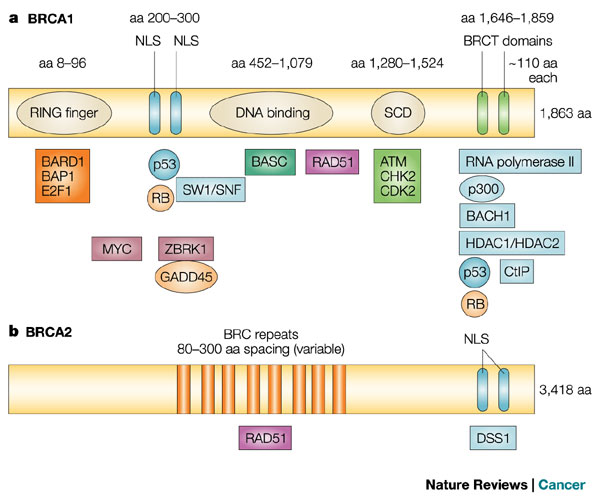 a BRCA1
aa 200–300
aa 1,646–1,859
NLS NLS
BRCT domains
aa 8–96
aa 452–1,079
aa 1,280–1,524
~110 aa
each
RING finger
DNA binding
SCD
1,863 aa
BARD1
BAP1
E2F1
p53
RB
SW1/SNF
BASC
RAD51
ATM
CHK2
CDK2
RNA polymerase II
p300
BACH1
HDAC1/HDAC2
p53
CtIP
RB
MYC
ZBRK1
GADD45
b BRCA2
BRC repeats
80–300 aa spacing (variable)
NLS
3,418 aa
RAD51
DSS1
Nature Reviews | Cancer